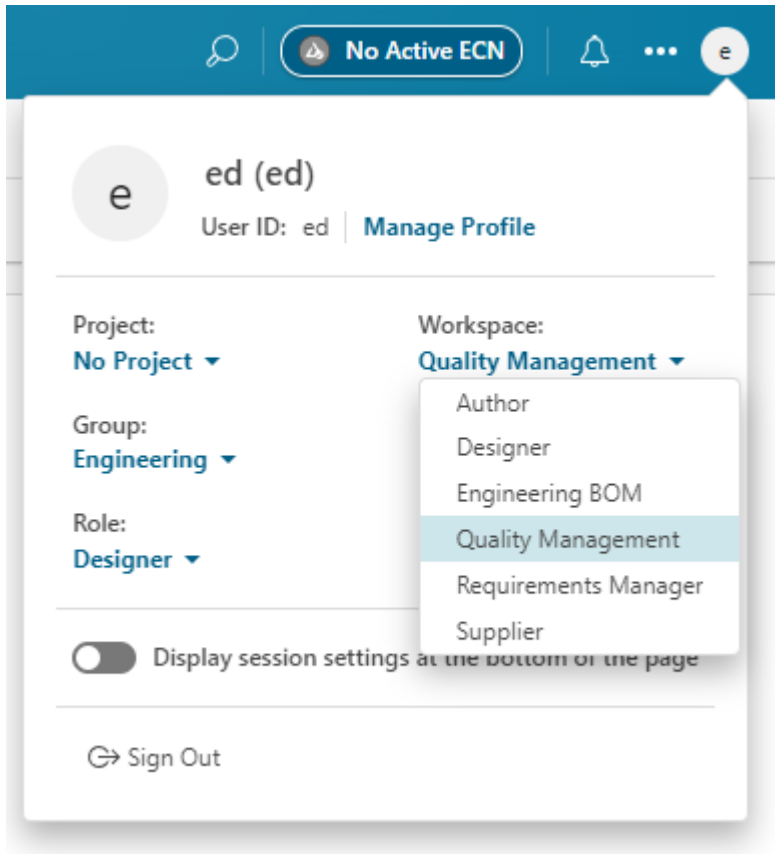 No Active ECN
e
e
ed (ed)
User ID: ed
Manage Profile
Project:
No Project
Workspace:
Quality Management
Author
Designer
Engineering BOM
Quality Management
Requirements Manager
Supplier
Group:
Engineering
Role:
Designer
Display session settings at the bottom of the page
Sign Out